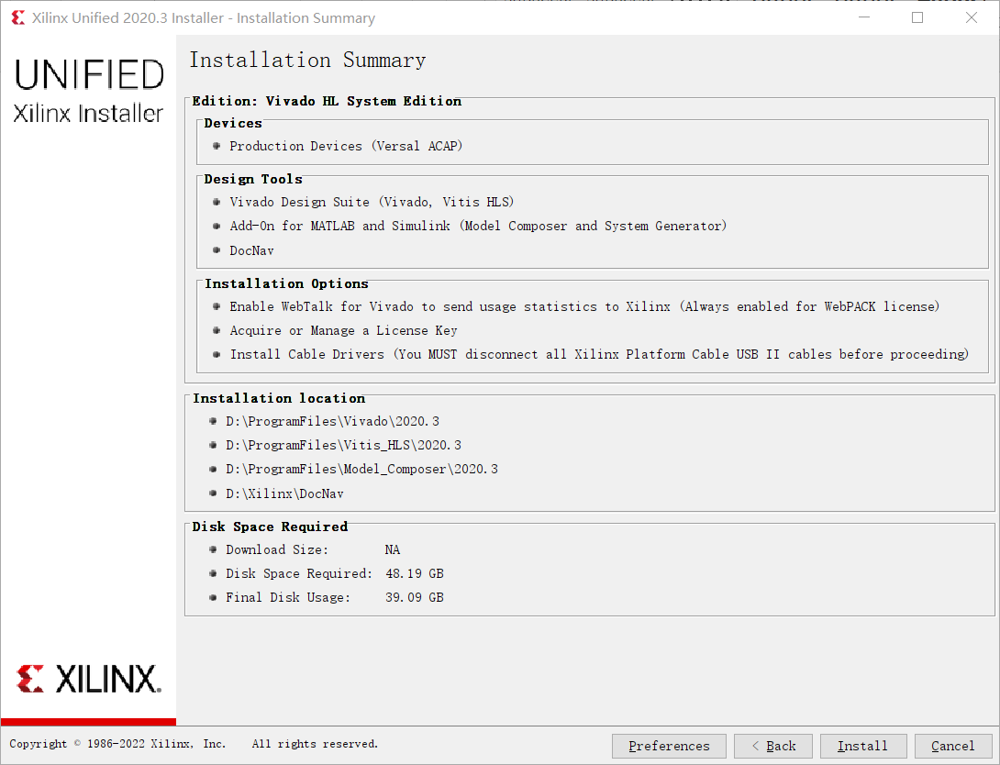 Xilinx Unified 2020.3 Installer - Installation Summary
UNIFIED
Xilinx Installer
Installation Summary
Edition: Vivado HL System Edition
Devices
Production Devices (Versal ACAP)
Design Tools
Vivado Design Suite (Vivado, Vitis HLS)
Add-On for MATLAB and Simulink (Model Composer and System Generator)
DocNav
Installation Options
Enable WebTalk for Vivado to send usage statistics to Xilinx (Always enabled for WebPACK license)
Acquire or Manage a License Key
Install Cable Drivers (You MUST disconnect all Xilinx Platform Cable USB II cables before proceeding)
Installation location
D:\ProgramFiles\Vivado\2020.3
D:\ProgramFiles\Vitis_HLS\2020.3
D:\ProgramFiles\Model_Composer\2020.3
D:\Xilinx\DocNav
Disk Space Required
Download Size: NA
Disk Space Required: 48.19 GB
Final Disk Usage: 39.09 GB
XILINX.
Copyright © 1986-2022 Xilinx, Inc. All rights reserved.
Preferences < Back Install Cancel